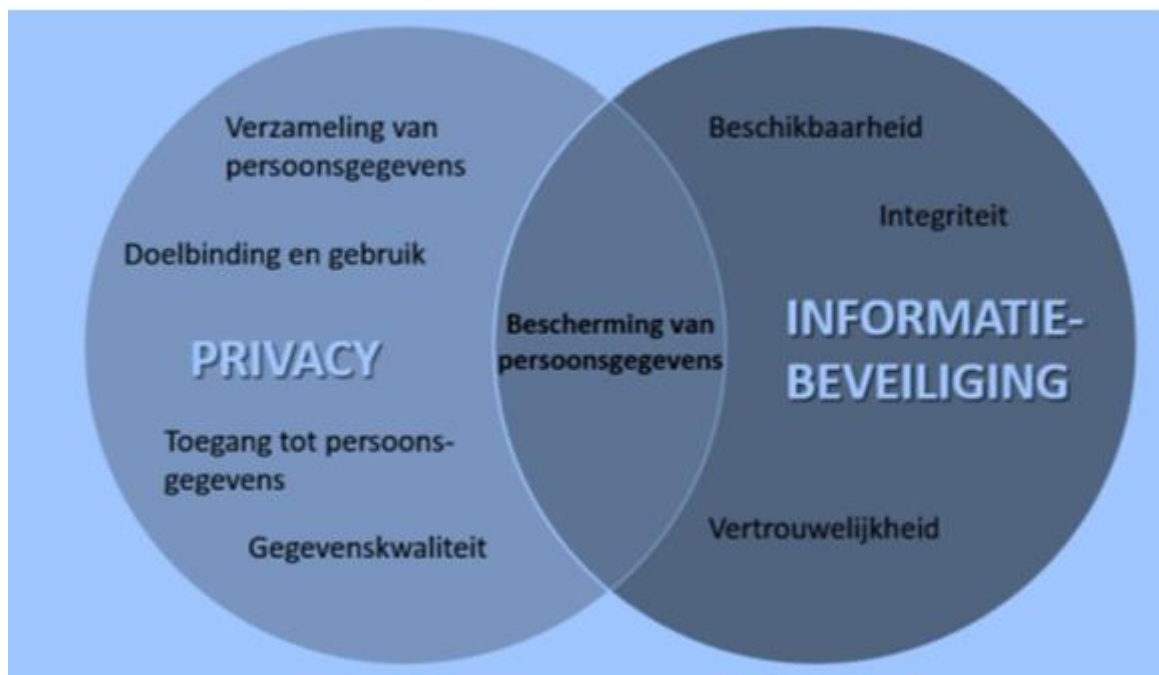 Verzameling van
persoonsgegevens
Doelbinding en gebruik
PRIVACY
Toegang tot persoons-
gegevens
Gegevenskwaliteit
Bescherming van
persoonsgegevens
Beschikbaarheid
Integriteit
INFORMATIE-
BEVEILIGING
Vertrouwelijkheid